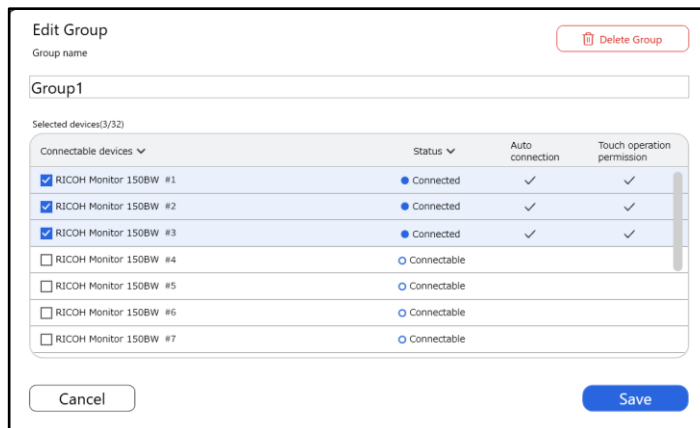 Edit Group
Delete Group
Group name
Group1
Selected devices(3/32)
Connectable devices Status Auto connection Touch operation permission
RICOH Monitor 150BW #1 Connected
RICOH Monitor 150BW #2 Connected
RICOH Monitor 150BW #3 Connected
RICOH Monitor 150BW #4 Connectable
RICOH Monitor 150BW #5 Connectable
RICOH Monitor 150BW #6 Connectable
RICOH Monitor 150BW #7 Connectable
Cancel Save